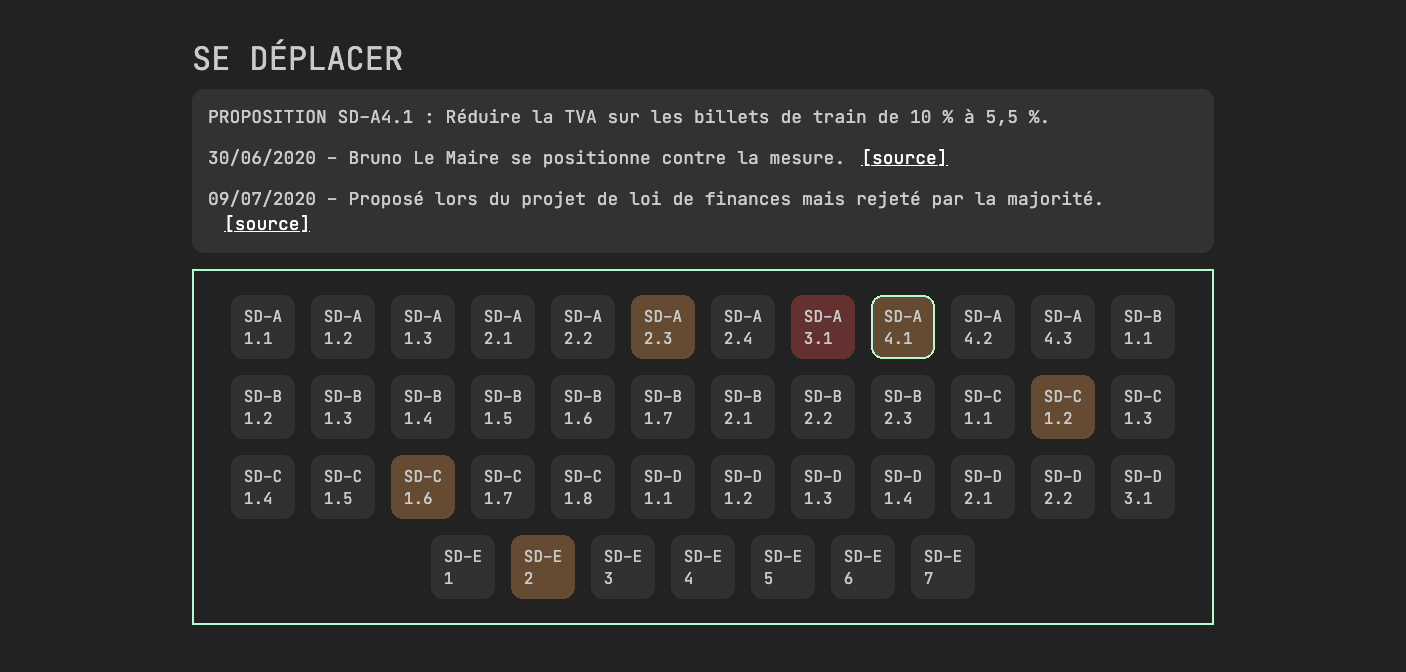 SE DÉPLACER
PROPOSITION SD-A4.1 : Réduire la TVA sur les billets de train de 10 % à 5,5 %.
30/06/2020 - Bruno Le Maire se positionne contre la mesure. [source]
09/07/2020 - Proposé lors du projet de loi de finances mais rejeté par la majorité.
[source]
SD-A SD-A SD-A SD-A SD-A SD-A SD-A SD-A SD-A SD-A SD-A SD-B
1.1 1.2 1.3 2.1 2.2 2.3 2.4 3.1 4.1 4.2 4.3 1.1
SD-B SD-B SD-B SD-B SD-B SD-B SD-B SD-B SD-B SD-C SD-C SD-C
1.2 1.3 1.4 1.5 1.6 1.7 2.1 2.2 2.3 1.1 1.2 1.3
SD-C SD-C SD-C SD-C SD-C SD-D SD-D SD-D SD-D SD-D SD-D SD-D
1.4 1.5 1.6 1.7 1.8 1.1 1.2 1.3 1.4 2.1 2.2 3.1
SD-E SD-E SD-E SD-E SD-E SD-E SD-E
1 2 3 4 5 6 7